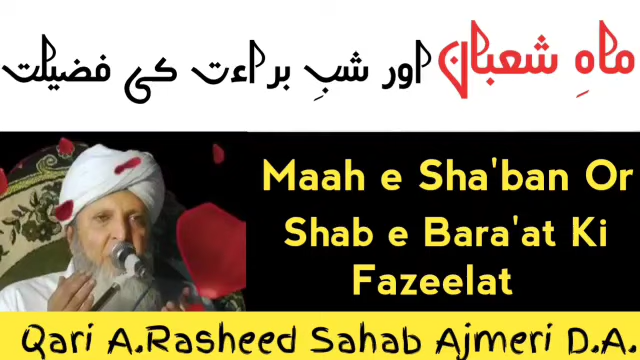 ماہِ شعبان اور شبِ براءت کی فضیلت
Maah e Sha'ban Or
Shab e Bara'at Ki
Fazeelat
Qari A.Rasheed Sahab Ajmeri D.A.